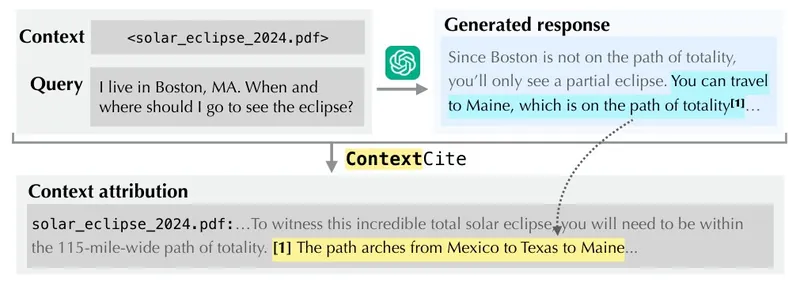 Context
<solar_eclipse_2024.pdf>
Query
I live in Boston, MA. When and
where should I go to see the eclipse?
Generated response
Since Boston is not on the path of totality,
you’ll only see a partial eclipse. You can travel
to Maine, which is on the path of totality[1]...
ContextCite
Context attribution
solar_eclipse_2024.pdf:...To witness this incredible total solar eclipse, you will need to be within
the 115-mile-wide path of totality. [1] The path arches from Mexico to Texas to Maine...